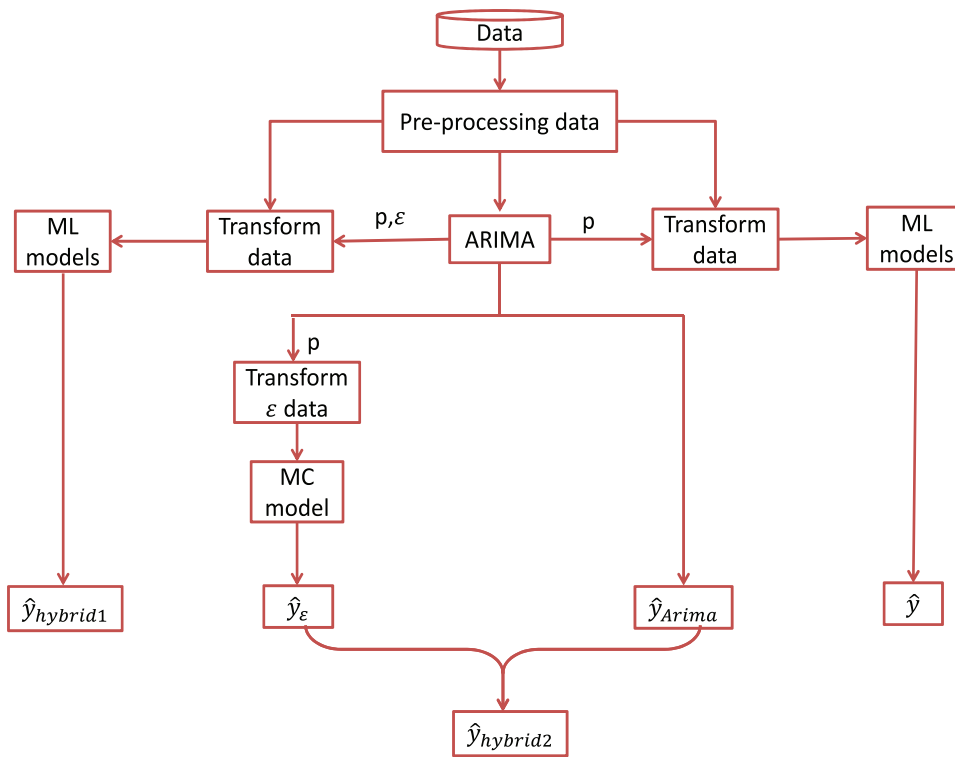 Data
Pre-processing data
ML
models
Transform
data
p,ε
ARIMA
p
Transform
data
ML
models
p
Transform
ε data
MC
model
ŷ_hybrid1
ŷ_ε
ŷ_Arima
ŷ
ŷ_hybrid2